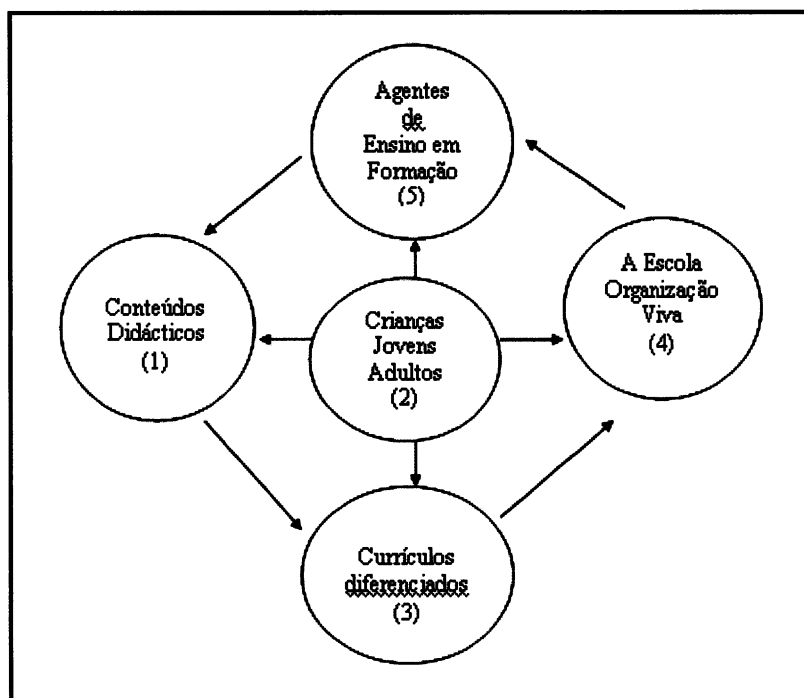 Agentes
de
Ensino em
Formação
(5)
Conteúdos
Didácticos
(1)
Crianças
Jovens
Adultos
(2)
A Escola
Organização
Viva
(4)
Currículos
diferenciados
(3)